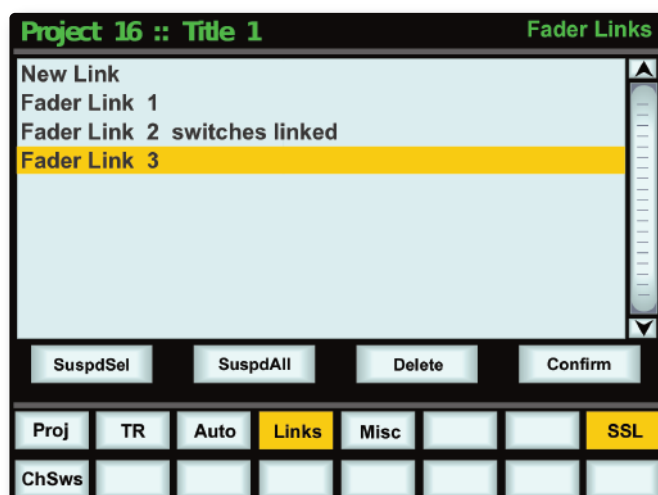 Project 16 :: Title 1 Fader Links
New Link
Fader Link 1
Fader Link 2 switches linked
Fader Link 3
SuspdSel SuspdAll Delete Confirm
Proj TR Auto Links Misc SSL
ChSws